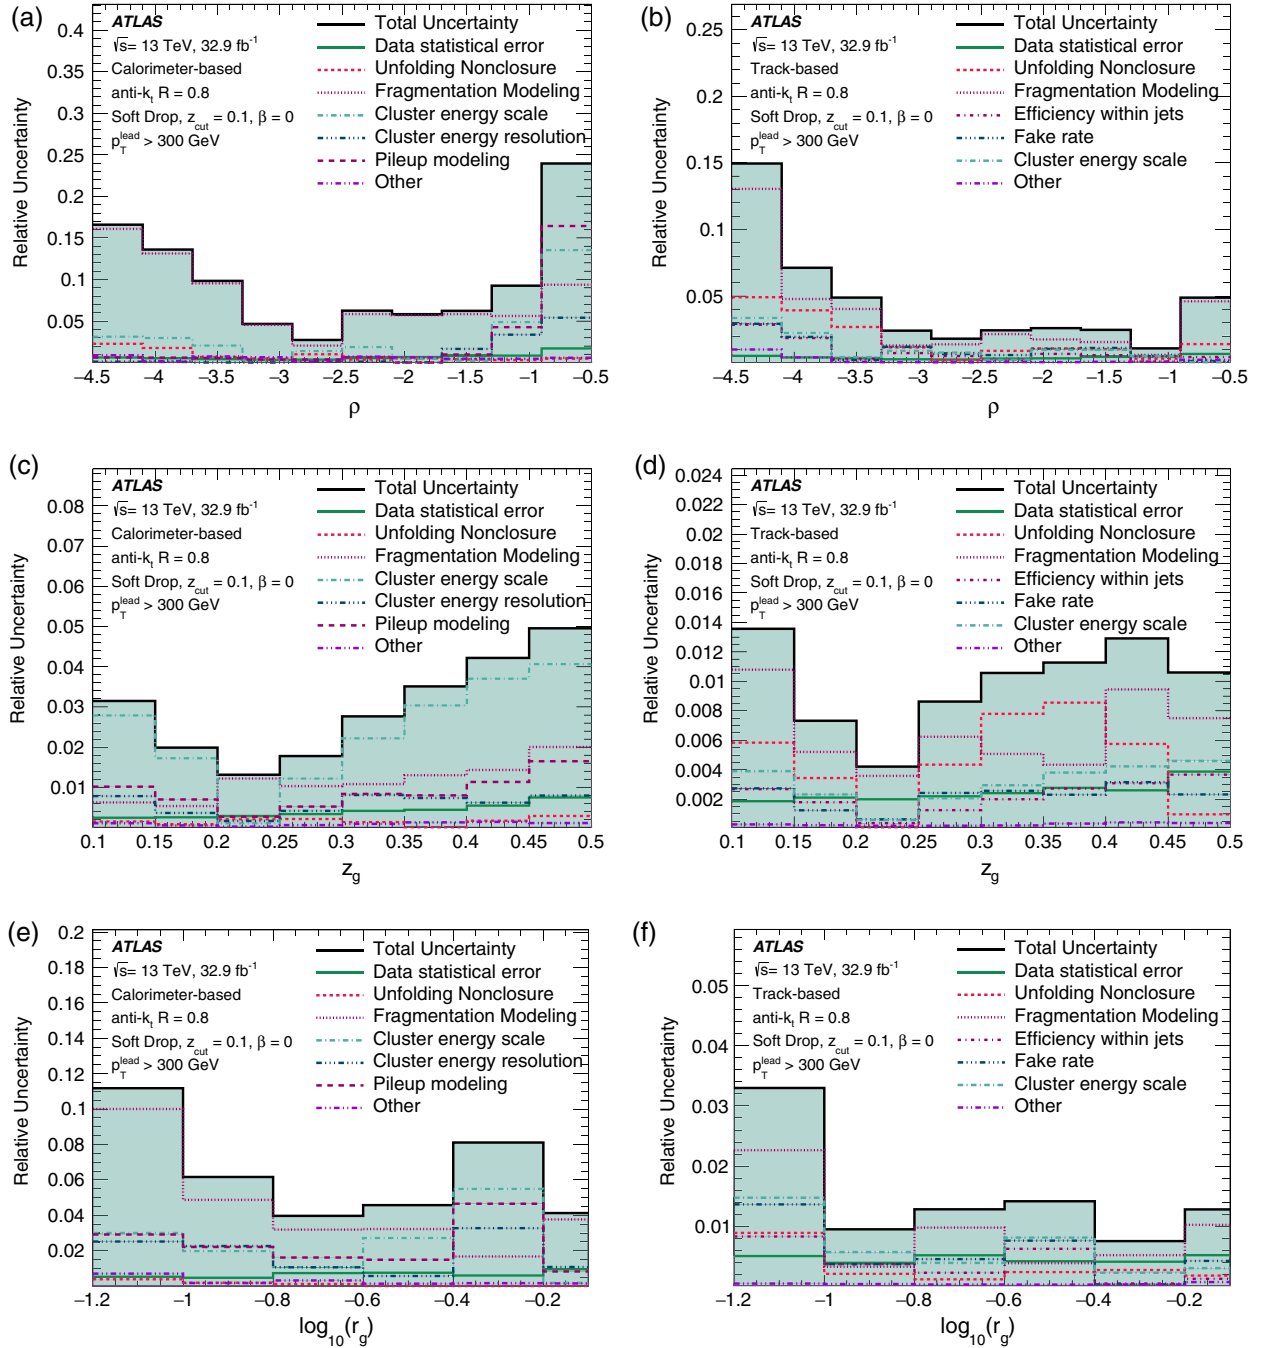 (a)
ATLAS
√s= 13 TeV, 32.9 fb⁻¹
Calorimeter-based
anti-kₜ R = 0.8
Soft Drop, z_cut = 0.1, β = 0
p_T^lead > 300 GeV
Total Uncertainty
Data statistical error
Unfolding Nonclosure
Fragmentation Modeling
Cluster energy scale
Cluster energy resolution
Pileup modeling
Other
Relative Uncertainty
0.4
0.35
0.3
0.25
0.2
0.15
0.1
0.05
−4.5 −4 −3.5 −3 −2.5 −2 −1.5 −1 −0.5
ρ
(b)
ATLAS
√s= 13 TeV, 32.9 fb⁻¹
Track-based
anti-kₜ R = 0.8
Soft Drop, z_cut = 0.1, β = 0
p_T^lead > 300 GeV
Total Uncertainty
Data statistical error
Unfolding Nonclosure
Fragmentation Modeling
Efficiency within jets
Fake rate
Cluster energy scale
Other
Relative Uncertainty
0.25
0.2
0.15
0.1
0.05
−4.5 −4 −3.5 −3 −2.5 −2 −1.5 −1 −0.5
ρ
(c)
ATLAS
√s= 13 TeV, 32.9 fb⁻¹
Calorimeter-based
anti-kₜ R = 0.8
Soft Drop, z_cut = 0.1, β = 0
p_T^lead > 300 GeV
Total Uncertainty
Data statistical error
Unfolding Nonclosure
Fragmentation Modeling
Cluster energy scale
Cluster energy resolution
Pileup modeling
Other
Relative Uncertainty
0.08
0.07
0.06
0.05
0.04
0.03
0.02
0.01
0.1 0.15 0.2 0.25 0.3 0.35 0.4 0.45 0.5
z_g
(d)
ATLAS
√s= 13 TeV, 32.9 fb⁻¹
Track-based
anti-kₜ R = 0.8
Soft Drop, z_cut = 0.1, β = 0
p_T^lead > 300 GeV
Total Uncertainty
Data statistical error
Unfolding Nonclosure
Fragmentation Modeling
Efficiency within jets
Fake rate
Cluster energy scale
Other
Relative Uncertainty
0.024
0.022
0.02
0.018
0.016
0.014
0.012
0.01
0.008
0.006
0.004
0.002
0.1 0.15 0.2 0.25 0.3 0.35 0.4 0.45 0.5
z_g
(e)
ATLAS
√s= 13 TeV, 32.9 fb⁻¹
Calorimeter-based
anti-kₜ R = 0.8
Soft Drop, z_cut = 0.1, β = 0
p_T^lead > 300 GeV
Total Uncertainty
Data statistical error
Unfolding Nonclosure
Fragmentation Modeling
Cluster energy scale
Cluster energy resolution
Pileup modeling
Other
Relative Uncertainty
0.2
0.18
0.16
0.14
0.12
0.1
0.08
0.06
0.04
0.02
−1.2 −1 −0.8 −0.6 −0.4 −0.2
log₁₀(r_g)
(f)
ATLAS
√s= 13 TeV, 32.9 fb⁻¹
Track-based
anti-kₜ R = 0.8
Soft Drop, z_cut = 0.1, β = 0
p_T^lead > 300 GeV
Total Uncertainty
Data statistical error
Unfolding Nonclosure
Fragmentation Modeling
Efficiency within jets
Fake rate
Cluster energy scale
Other
Relative Uncertainty
0.05
0.04
0.03
0.02
0.01
−1.2 −1 −0.8 −0.6 −0.4 −0.2
log₁₀(r_g)